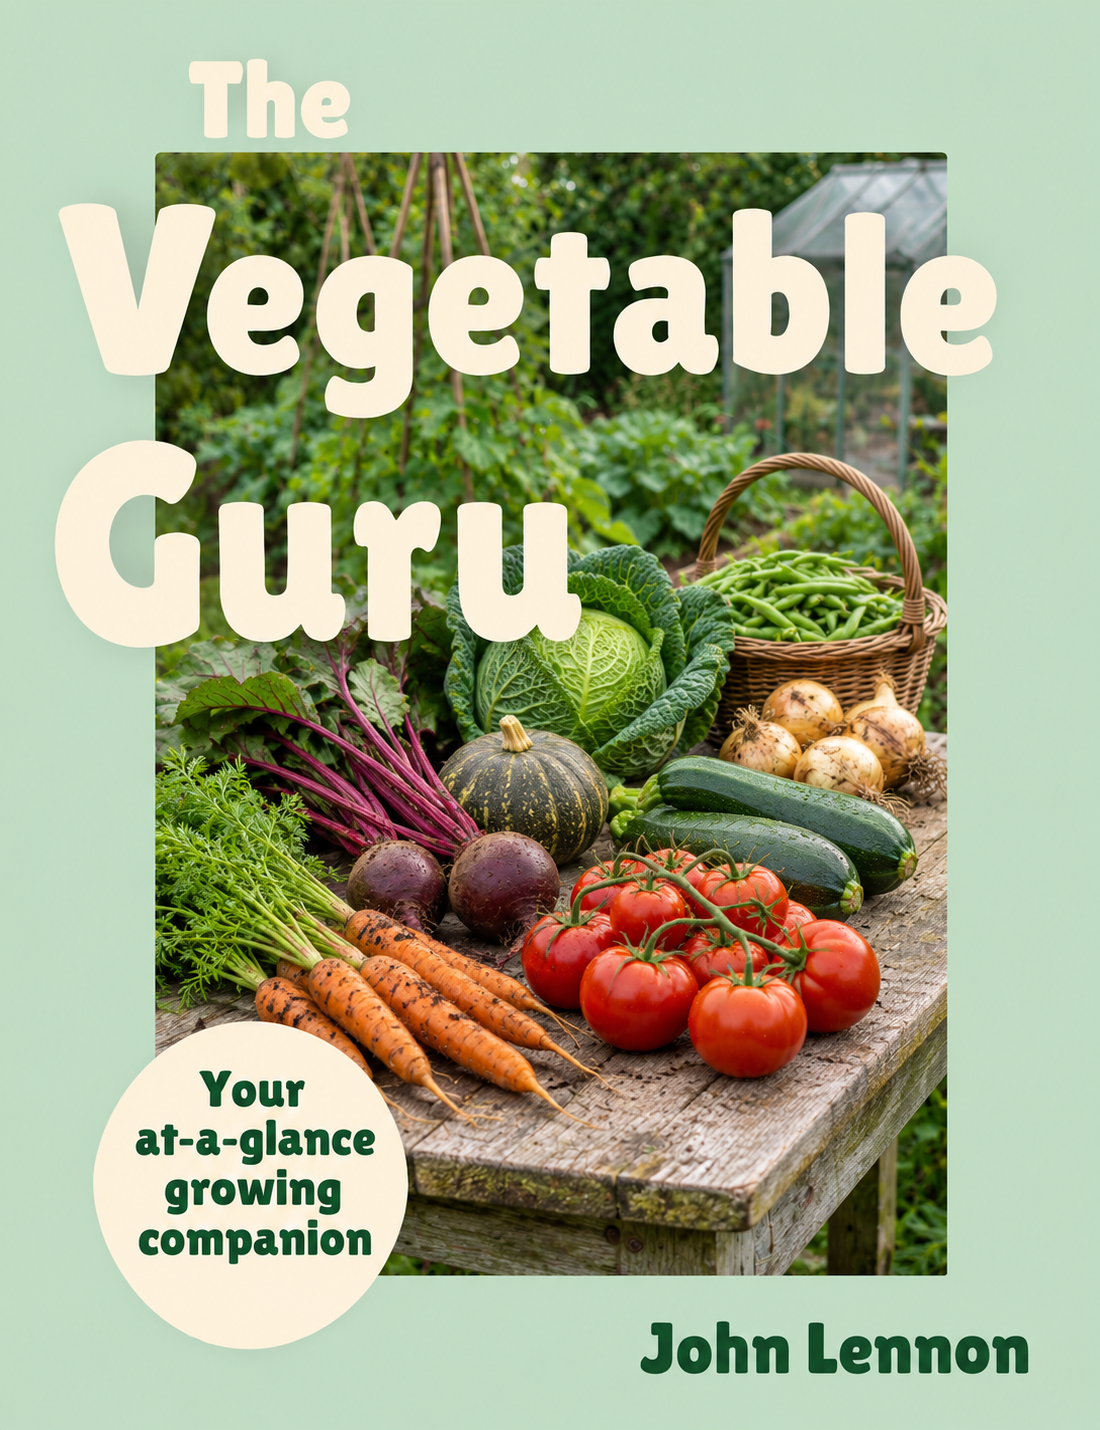 The
Vegetable
Guru
Your
at-a-glance
growing
companion
John Lennon